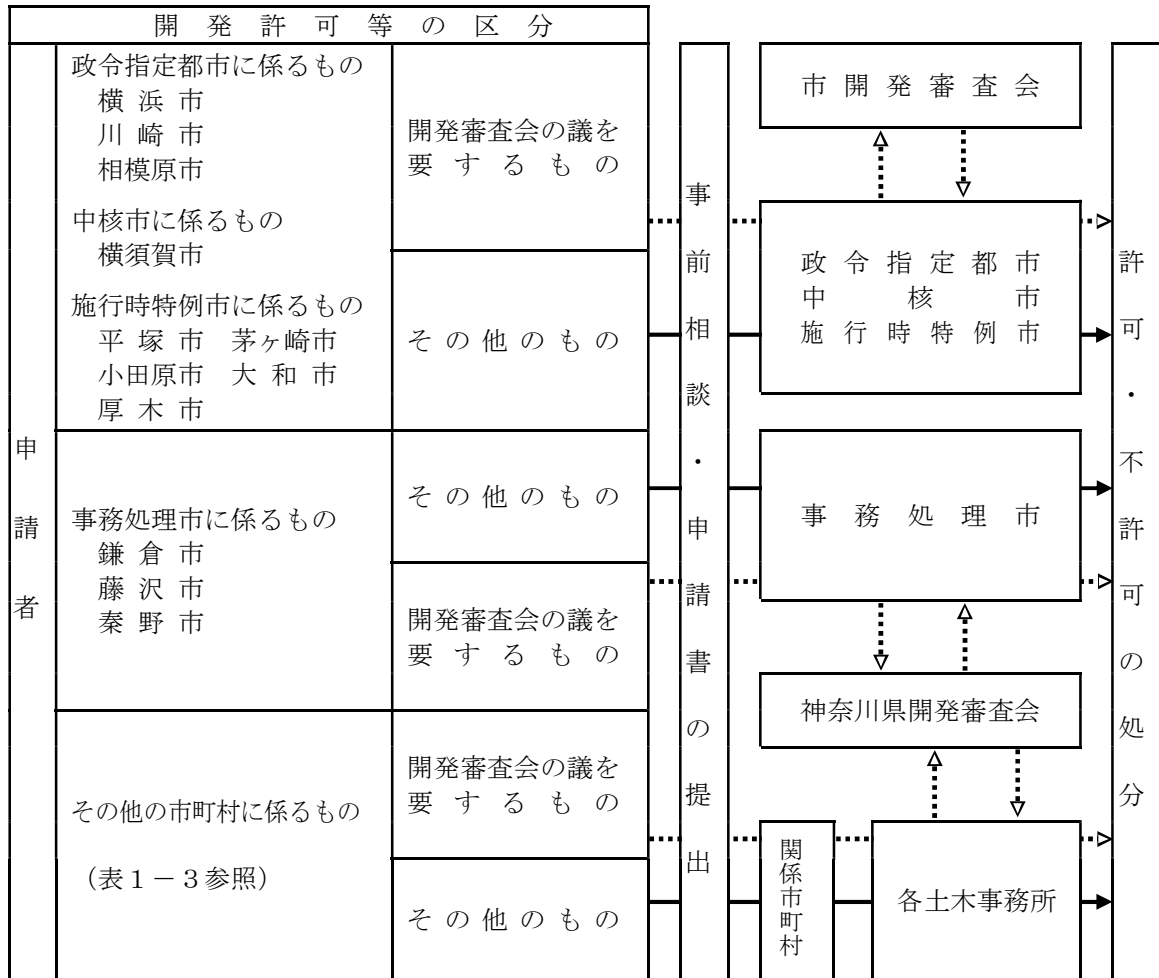 開発許可等の区分
申請者
政令指定都市に係るもの
横浜市
川崎市
相模原市
中核市に係るもの
横須賀市
施行時特例市に係るもの
平塚市 茅ヶ崎市
小田原市 大和市
厚木市
開発審査会の議を
要するもの
その他のもの
事務処理市に係るもの
鎌倉市
藤沢市
秦野市
その他のもの
開発審査会の議を
要するもの
その他の市町村に係るもの
（表１－３参照）
開発審査会の議を
要するもの
その他のもの
事前相談・申請書の提出
市開発審査会
政令指定都市
中核市
施行時特例市
事務処理市
神奈川県開発審査会
関係市町村
各土木事務所
許可・不許可の処分